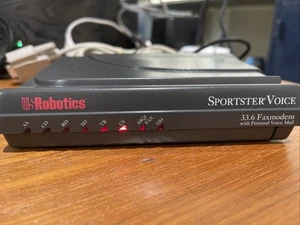 US Robotics
SPORTSTER VOICE
33.6 Faxmodem
with Personal Voice Mail
AA CD RD SD TR CS ARQ/FAX OH